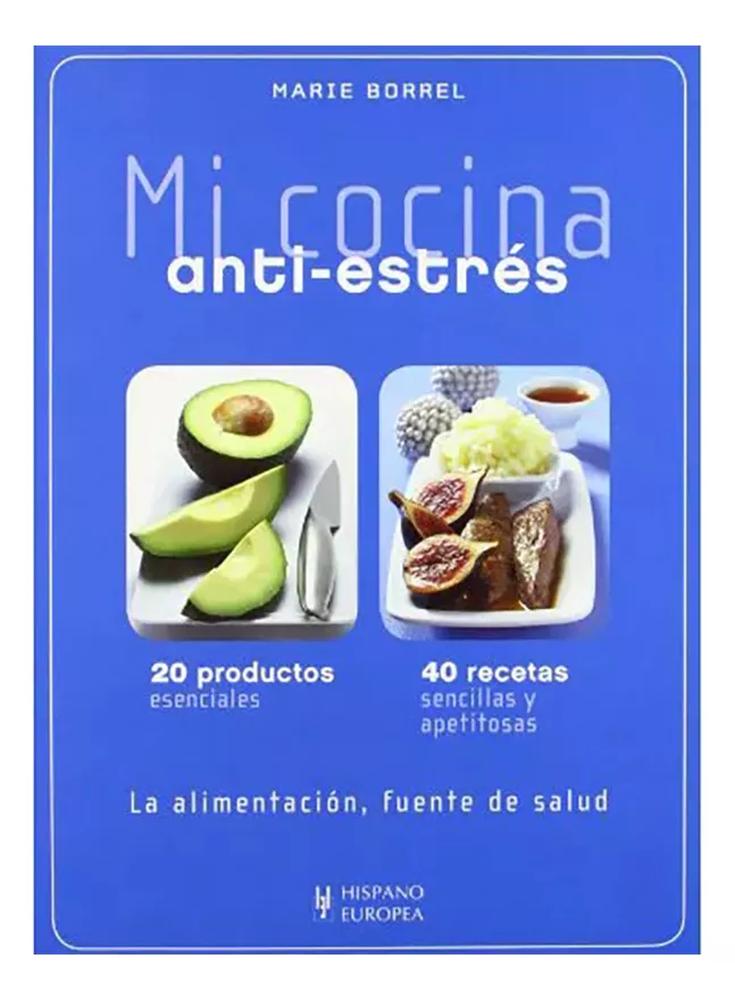 MARIE BORREL
Mi cocina
anti-estrés
20 productos
esenciales
40 recetas
sencillas y
apetitosas
La alimentación, fuente de salud
HISPANO
EUROPEA